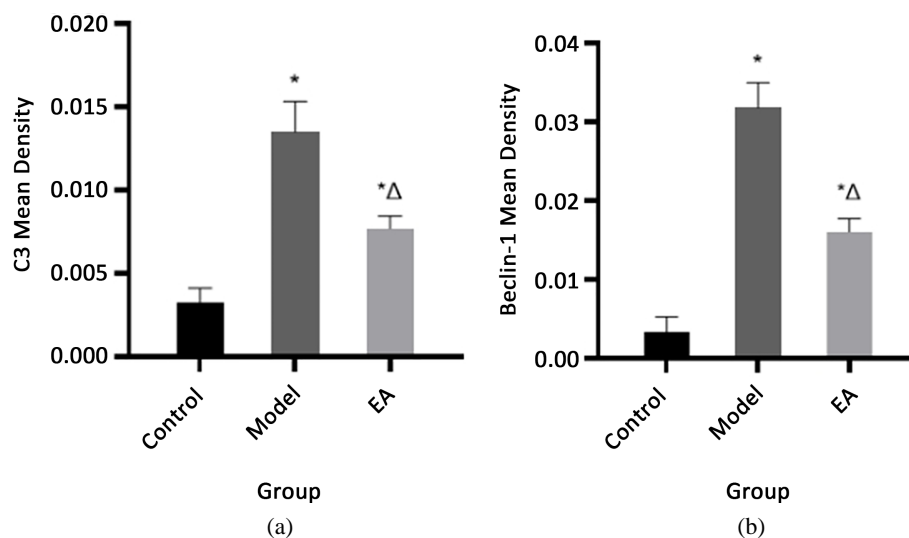 C3 Mean Density
0.020
0.015
0.010
0.005
0.000
*
*Δ
Control
Model
EA
Group
(a)
Beclin-1 Mean Density
0.04
0.03
0.02
0.01
0.00
*
*Δ
Control
Model
EA
Group
(b)